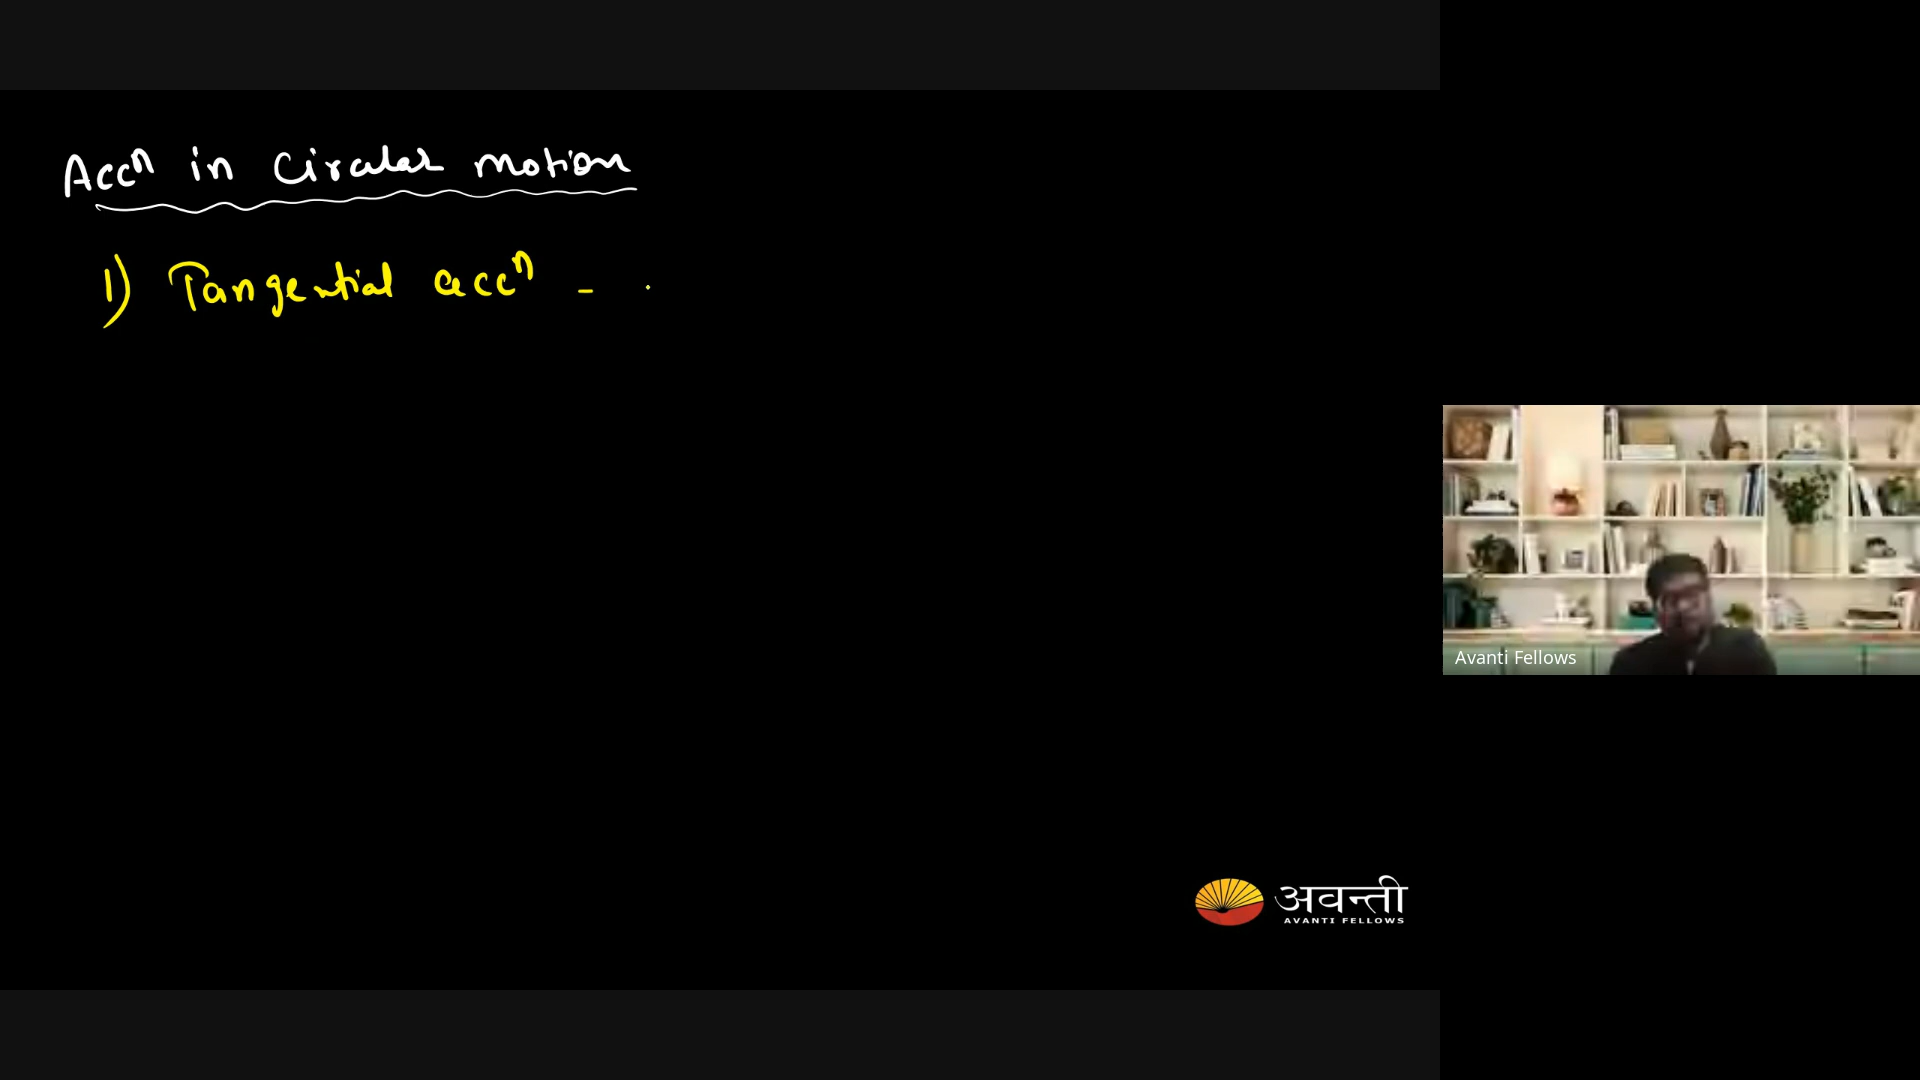 Accⁿ in Circular motion
1) Tangential accⁿ -
Avanti Fellows
अवन्ती
AVANTI FELLOWS